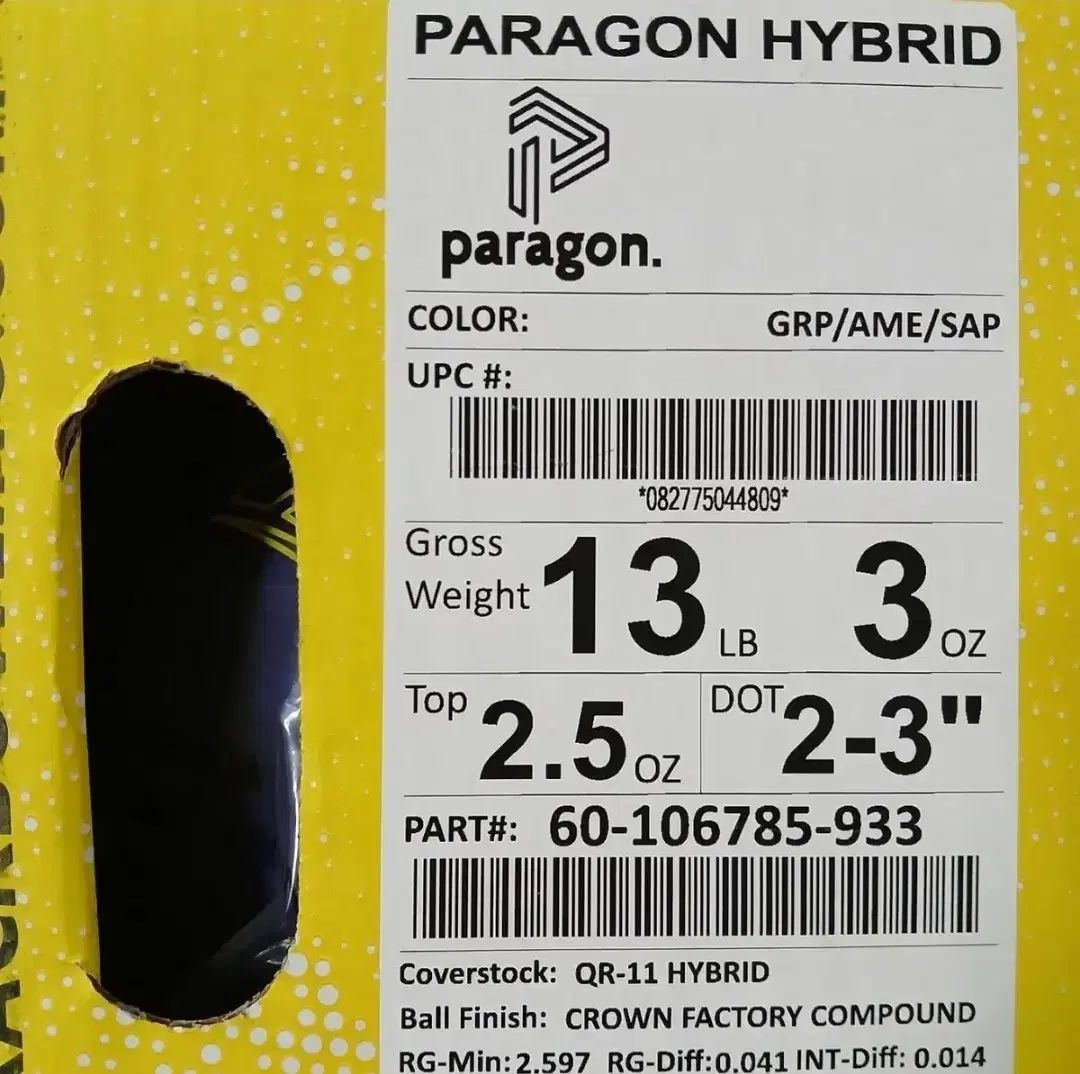 PARAGON HYBRID
paragon.
COLOR: GRP/AME/SAP
UPC #:
*082775044809*
Gross
Weight 13 LB 3 OZ
Top 2.5 OZ DOT 2-3"
PART#: 60-106785-933
Coverstock: QR-11 HYBRID
Ball Finish: CROWN FACTORY COMPOUND
RG-Min: 2.597 RG-Diff: 0.041 INT-Diff: 0.014